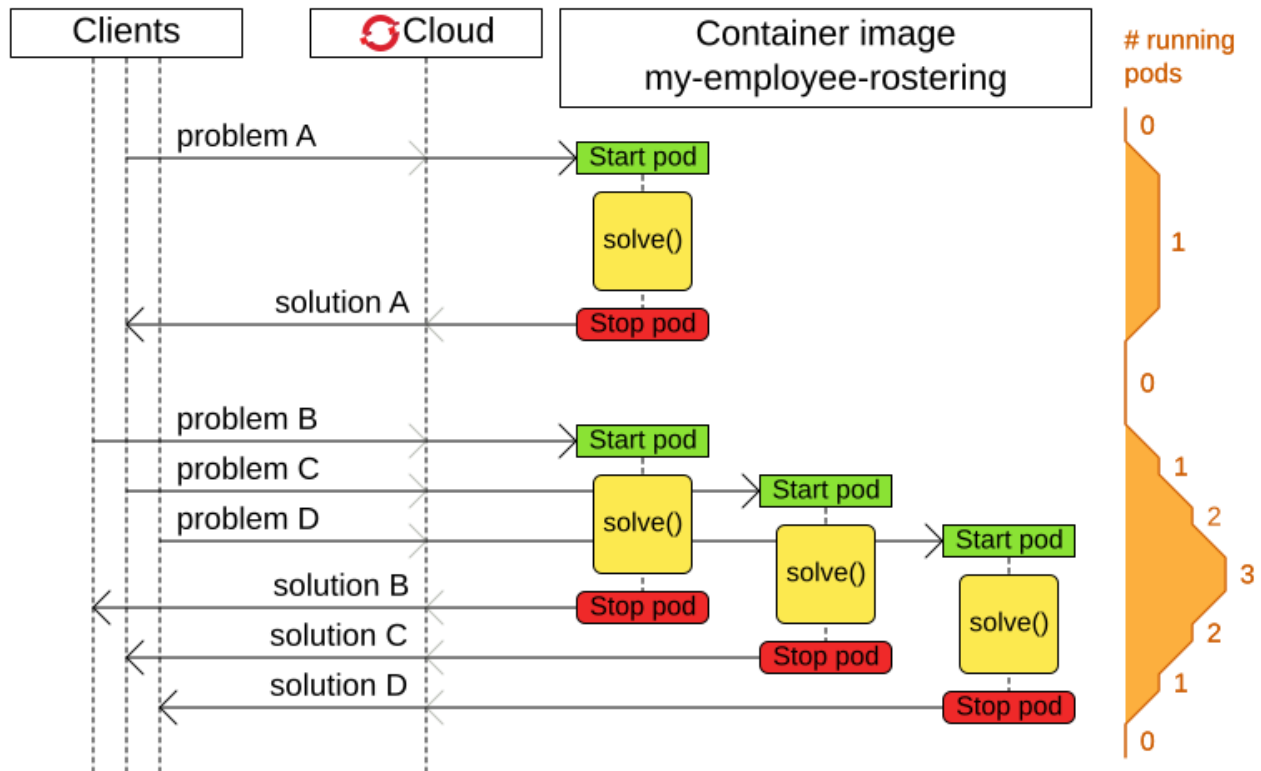 Clients
Cloud
Container image
my-employee-rostering
# running
pods
0
problem A
Start pod
solve()
1
solution A
Stop pod
0
problem B
Start pod
problem C
1
Start pod
problem D
2
solve()
Start pod
solve()
3
solution B
Stop pod
solve()
solution C
2
Stop pod
solution D
1
Stop pod
0